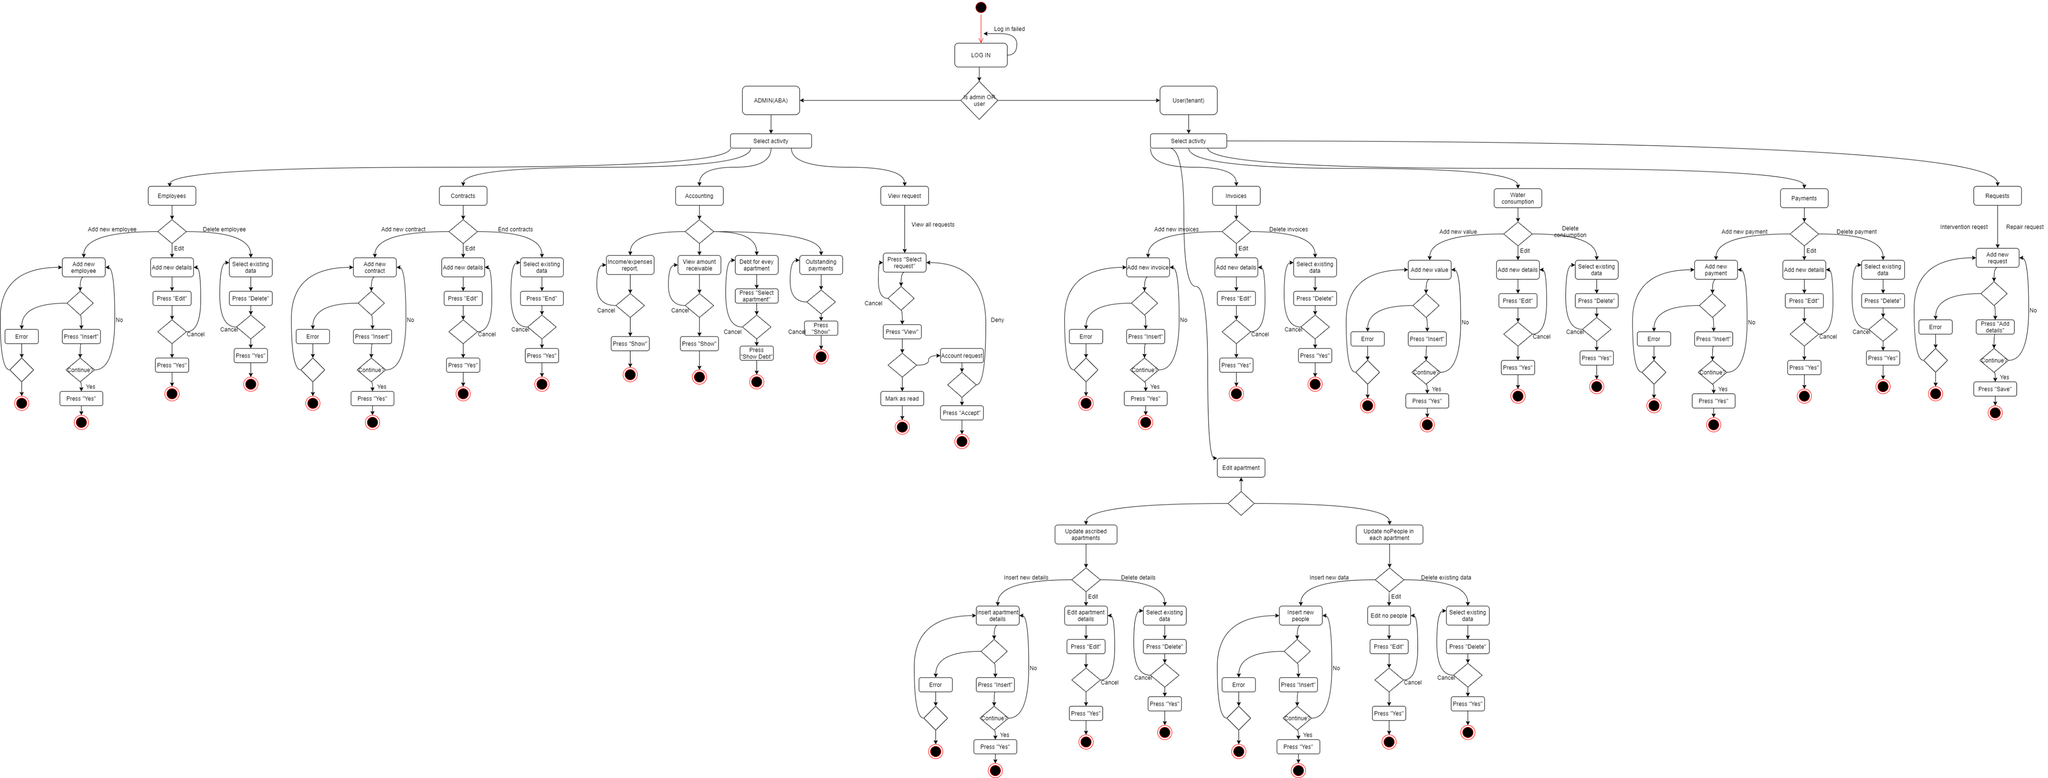 Log in failed
LOG IN
Is admin OR
user
ADMIN(ABA)
User(tenant)
Select activity
Select activity
Employees
Contracts
Accounting
View request
Invoices
Water
consumption
Payments
Requests
Add new employee
Delete employee
Edit
Add new
employee
Add new details
Select existing
data
Press "Edit"
Press "Delete"
Error
Press "Insert"
Cancel
Cancel
No
Continue?
Press "Yes"
Press "Yes"
Yes
Press "Yes"
Add new contract
End contracts
Edit
Add new
contract
Add new details
Select existing
data
Press "Edit"
Press "End"
Error
Press "Insert"
Cancel
Cancel
No
Continue?
Press "Yes"
Press "Yes"
Yes
Press "Yes"
Income/expenses
report,
View amount
receivable
Debt for evey
apartment
Outstanding
payments
Press "Select
apartment"
Cancel
Cancel
Cancel
Cancel
Press
"Show"
Press "Show"
Press "Show"
Press
"Show Debt"
View all requests
Press "Select
request"
Cancel
Press "View"
Deny
Account request
Mark as read
Press "Accept"
Add new invoices
Delete invoices
Edit
Add new invoice
Add new details
Select existing
data
Press "Edit"
Press "Delete"
Error
Press "Insert"
Cancel
Cancel
No
Continue?
Press "Yes"
Press "Yes"
Yes
Press "Yes"
Add new value
Delete
consumption
Edit
Add new value
Add new details
Select existing
data
Press "Edit"
Press "Delete"
Error
Press "Insert"
Cancel
Cancel
No
Continue?
Press "Yes"
Press "Yes"
Yes
Press "Yes"
Add new payment
Delete payment
Edit
Add new
payment
Add new details
Select existing
data
Press "Edit"
Press "Delete"
Error
Press "Insert"
Cancel
Cancel
No
Continue?
Press "Yes"
Press "Yes"
Yes
Press "Yes"
Intervention reqest
Repair request
Add new
request
Error
Press "Add
details"
No
Continue?
Yes
Press "Save"
Edit apartment
Update ascribed
apartments
Update noPeople in
each apartment
Insert new details
Delete details
Edit
Insert apartment
details
Edit apartment
details
Select existing
data
Press "Edit"
Press "Delete"
No
Error
Press "Insert"
Cancel
Cancel
Press "Yes"
Press "Yes"
Continue?
Yes
Press "Yes"
Insert new data
Delete existing data
Edit
Insert new
people
Edit no people
Select existing
data
Press "Edit"
Press "Delete"
No
Error
Press "Insert"
Cancel
Cancel
Press "Yes"
Press "Yes"
Continue?
Yes
Press "Yes"